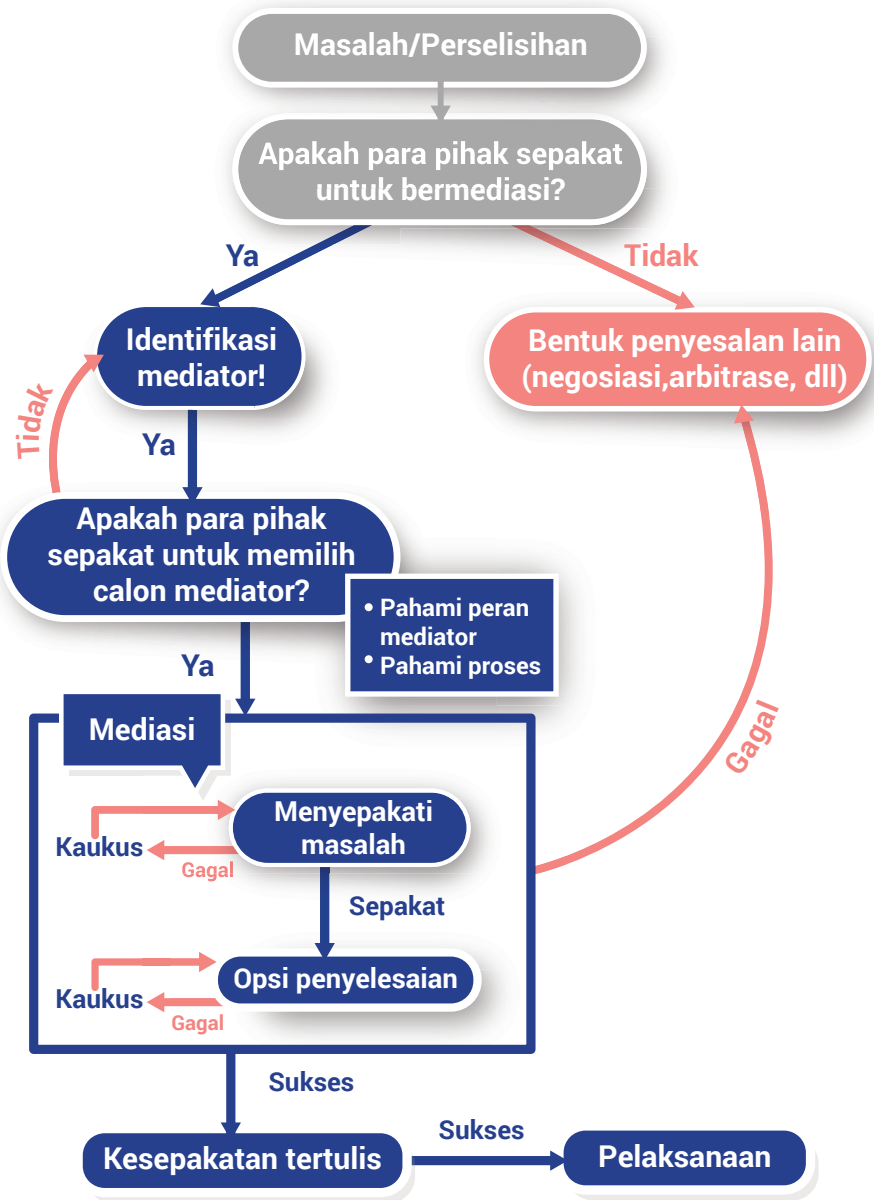 Masalah/Perselisihan
Apakah para pihak sepakat
untuk bermediasi?
Ya
Tidak
Identifikasi
mediator!
Bentuk penyesalan lain
(negosiasi,arbitrase, dll)
Tidak
Ya
Apakah para pihak
sepakat untuk memilih
calon mediator?
• Pahami peran
mediator
• Pahami proses
Ya
Mediasi
Gagal
Menyepakati
masalah
Kaukus
Gagal
Sepakat
Opsi penyelesaian
Kaukus
Gagal
Sukses
Kesepakatan tertulis
Sukses
Pelaksanaan